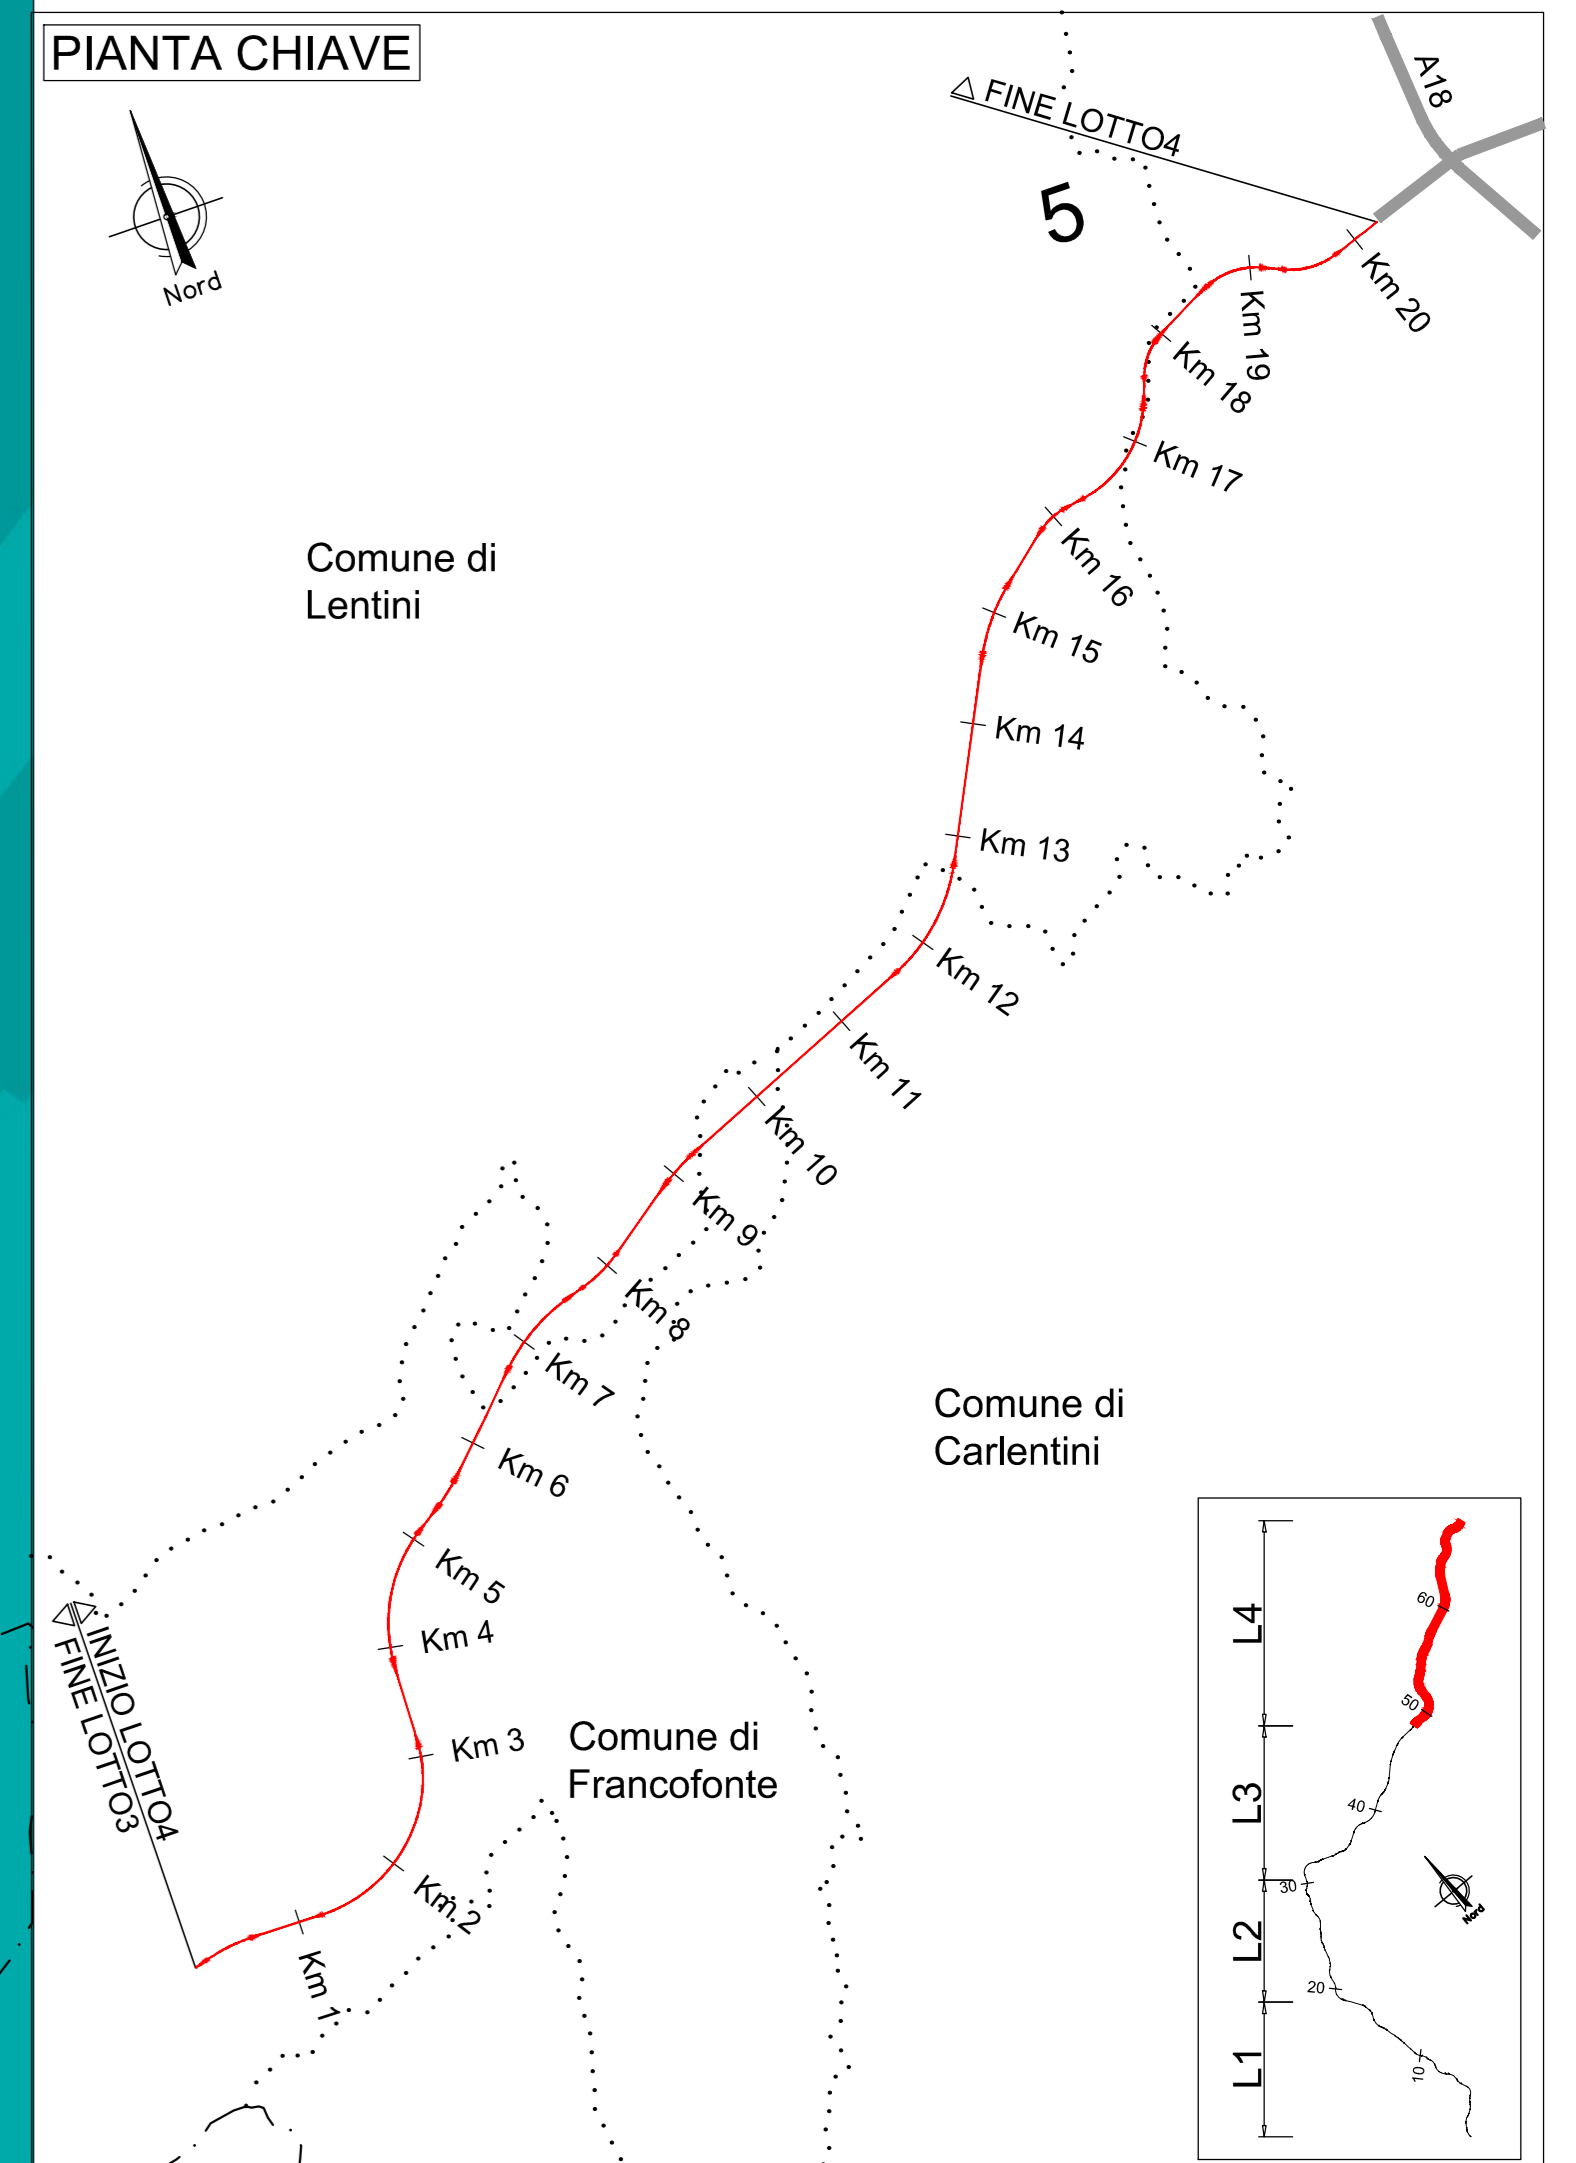 PIANTA CHIAVE
A18
FINE LOTTO4
5
Nord
Km 20
Km 19
Km 18
Km 17
Comune di
Lentini
Km 16
Km 15
Km 14
Km 13
Km 12
Km 11
Km 10
Km 9
Km 8
Km 7
Comune di
Carlentini
Km 6
Km 5
Km 4
Km 3
Comune di
Francofonte
INIZIO LOTTO4
FINE LOTTO3
Km 2
Km 1
L4
60
50
L3
40
30
Nord
L2
20
L1
10